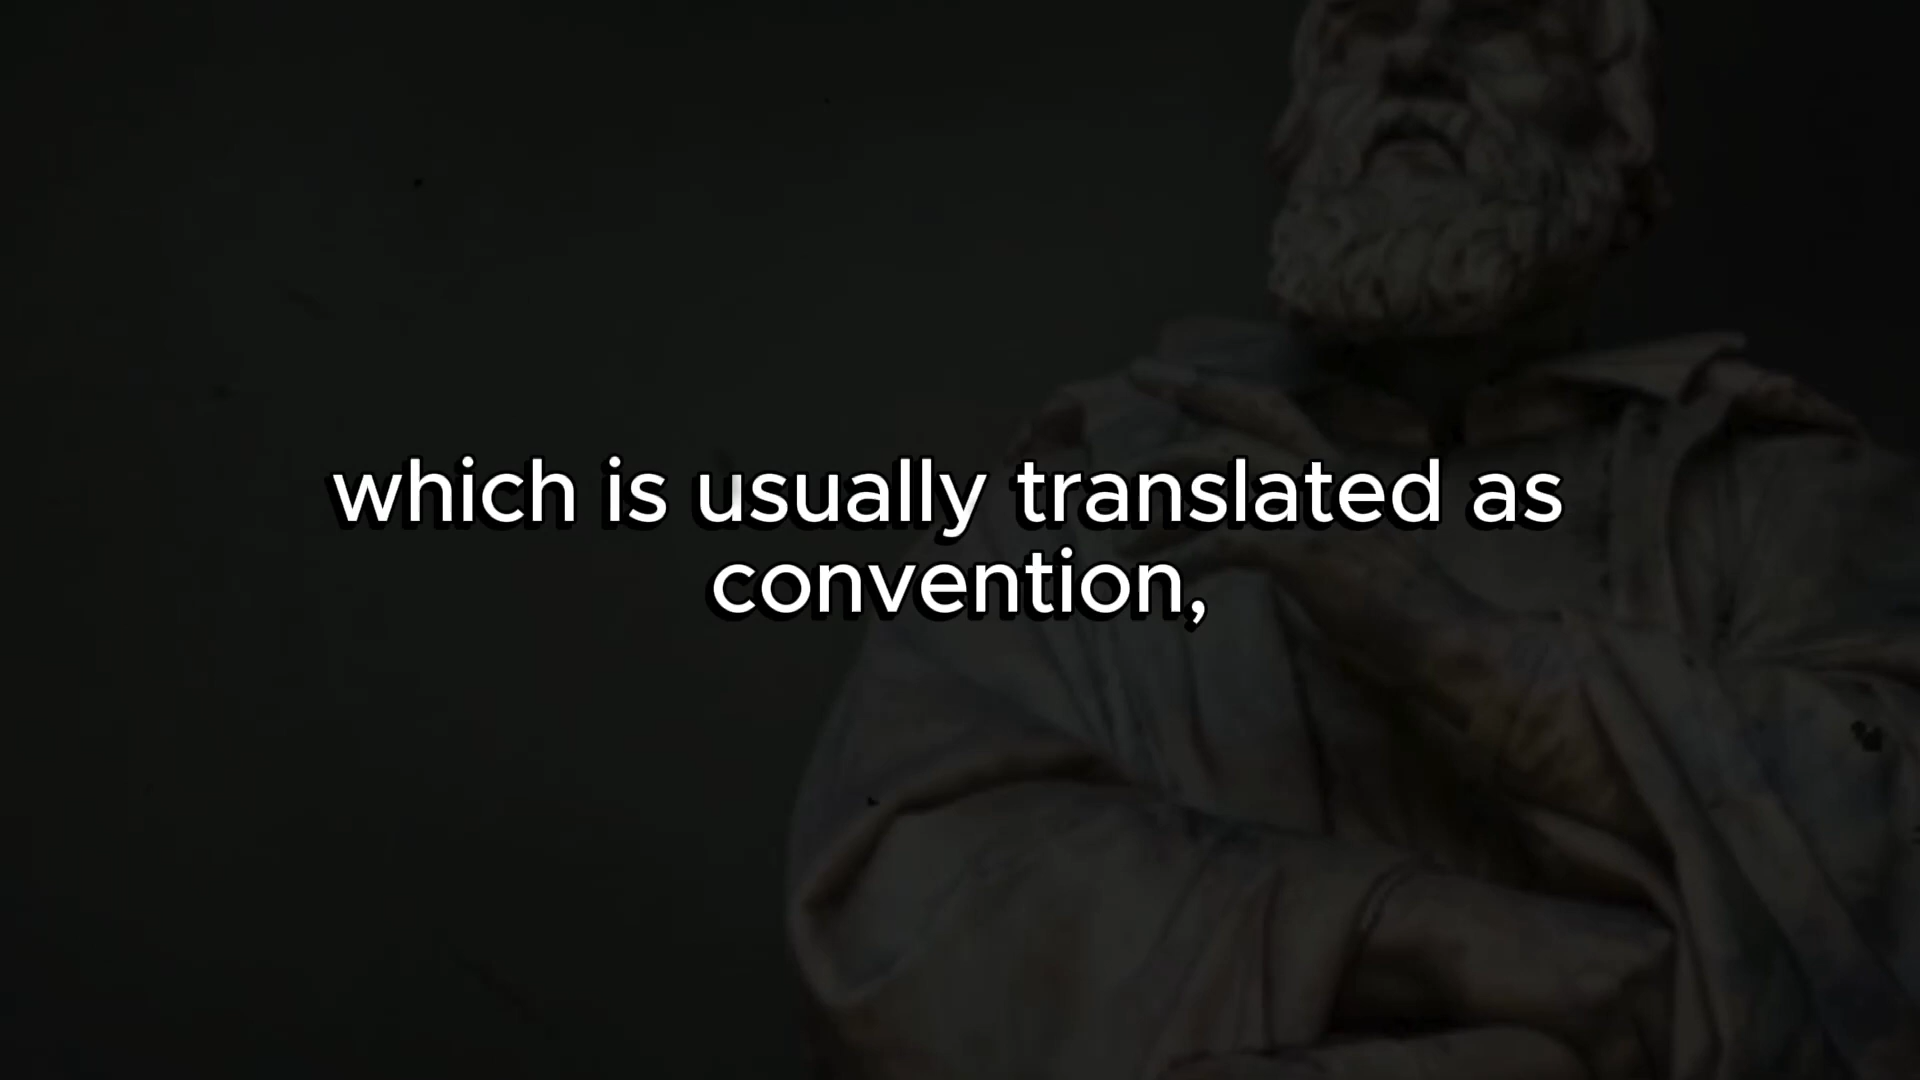 which is usually translated as
convention,